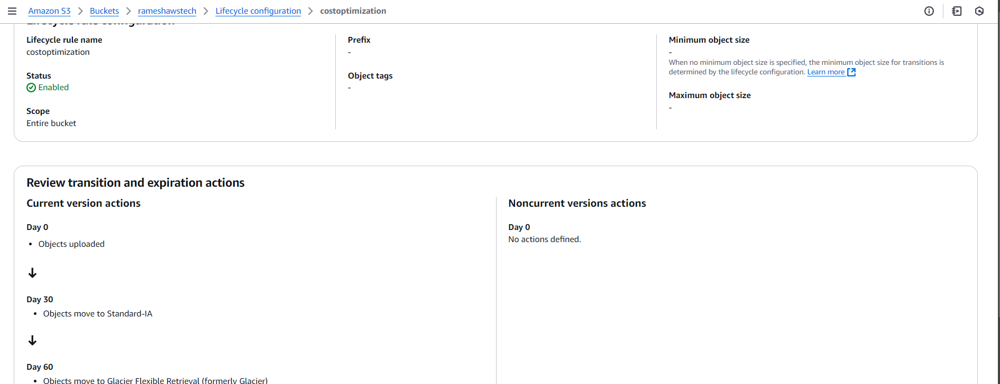 Amazon S3 > Buckets > rameshawstech > Lifecycle configuration > costoptimization
Lifecycle rule configuration
Lifecycle rule name
costoptimization
Status
Enabled
Scope
Entire bucket
Prefix
-
Object tags
-
Minimum object size
-
When no minimum object size is specified, the minimum object size for transitions is
determined by the lifecycle configuration. Learn more
Maximum object size
-
Review transition and expiration actions
Current version actions
Day 0
• Objects uploaded
↓
Day 30
• Objects move to Standard-IA
↓
Day 60
• Objects move to Glacier Flexible Retrieval (formerly Glacier)
Noncurrent versions actions
Day 0
No actions defined.